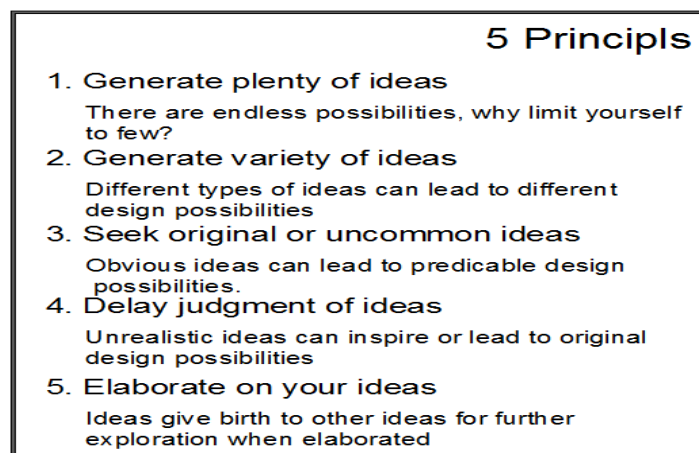 5 Principls
1. Generate plenty of ideas
There are endless possibilities, why limit yourself
to few?
2. Generate variety of ideas
Different types of ideas can lead to different
design possibilities
3. Seek original or uncommon ideas
Obvious ideas can lead to predicable design
possibilities.
4. Delay judgment of ideas
Unrealistic ideas can inspire or lead to original
design possibilities
5. Elaborate on your ideas
Ideas give birth to other ideas for further
exploration when elaborated